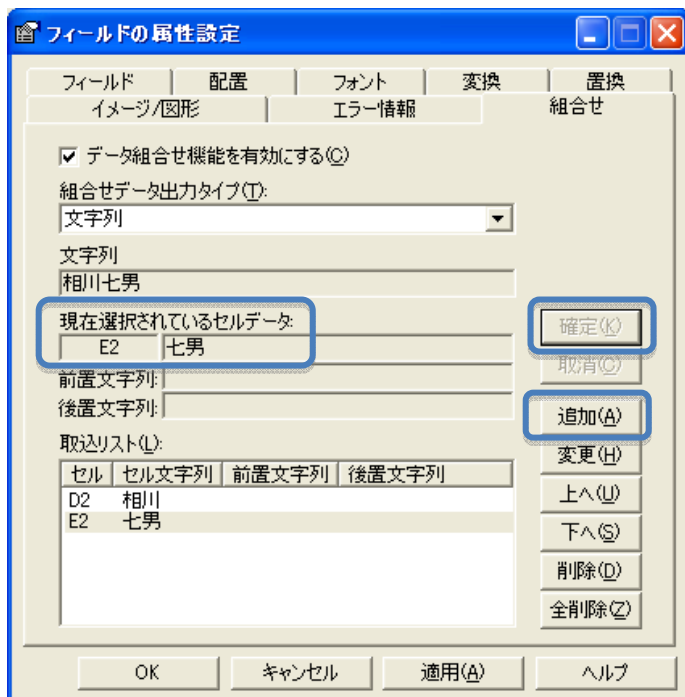 フィールドの属性設定
フィールド 配置 フォント 変換 置換
イメージ/図形 エラー情報 組合せ
データ組合せ機能を有効にする(C)
組合せデータ出力タイプ(T):
文字列
文字列
相川七男
現在選択されているセルデータ:
E2 七男
確定(K)
取消(C)
前置文字列:
後置文字列:
追加(A)
取込リスト(L):
変更(H)
セル セル文字列 前置文字列 後置文字列
D2 相川
E2 七男
上へ(U)
下へ(S)
削除(D)
全削除(Z)
OK キャンセル 適用(A) ヘルプ